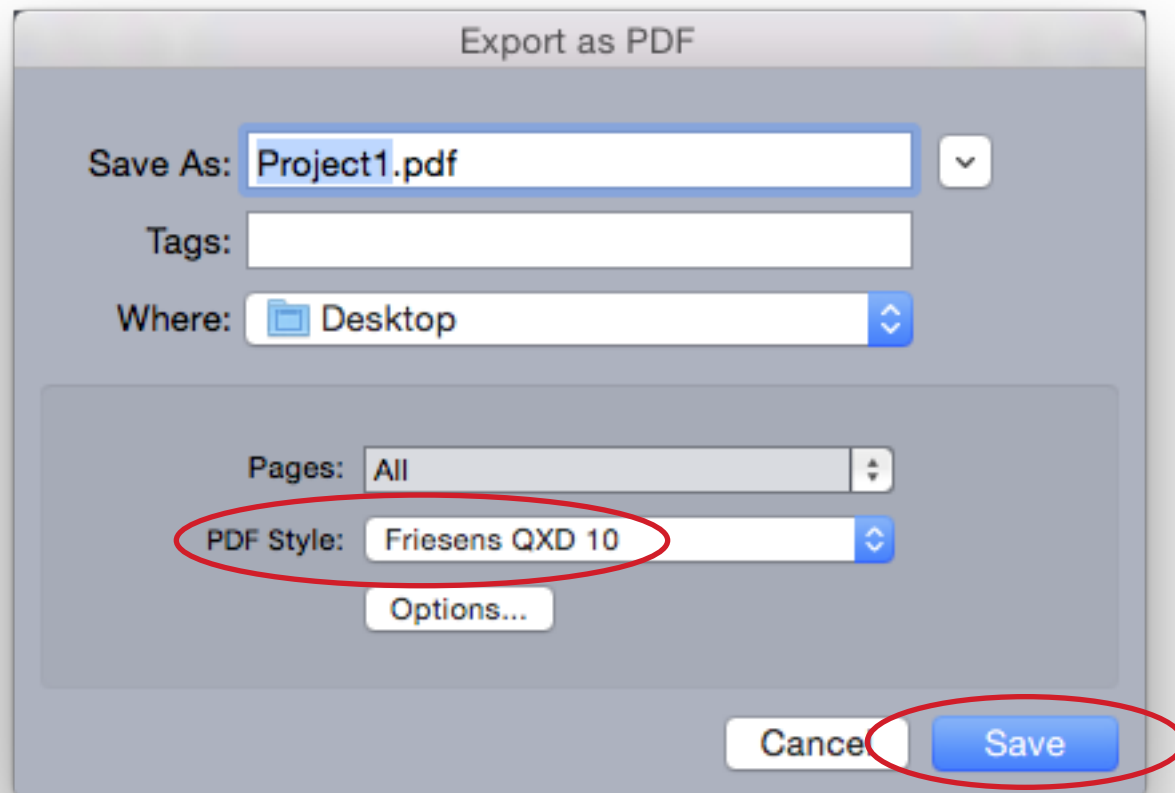 Export as PDF
Save As: Project1.pdf
Tags:
Where: Desktop
Pages: All
PDF Style: Friesens QXD 10
Options...
Cancel Save